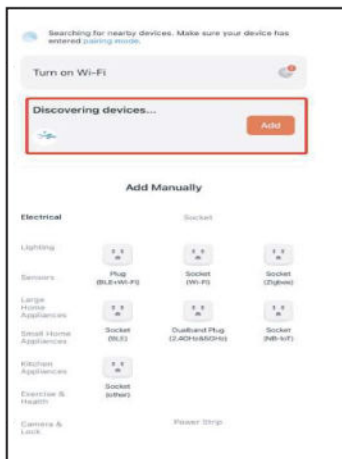 Searching for nearby devices. Make sure your device has
entered pairing mode.
Turn on Wi-Fi
Discovering devices...
Add
Add Manually
Electrical
Socket
Lighting
Sensors
Large
Home
Appliances
Small Home
Appliances
Kitchen
Appliances
Exercise &
Health
Camera &
Lock
Plug
(BLE+Wi-Fi)
Socket
(Wi-Fi)
Socket
(Zigbee)
Socket
(BLE)
Dualband Plug
(2.4GHz&5GHz)
Socket
(NB-IoT)
Socket
(other)
Power Strip